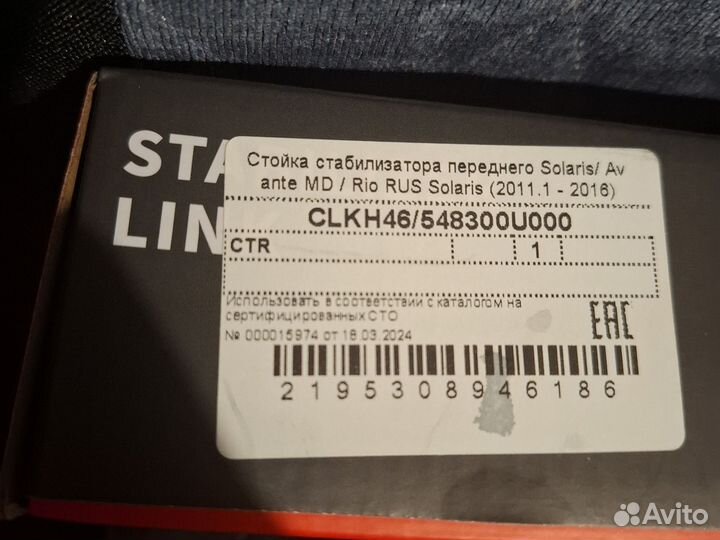 STA
LINK
Стойка стабилизатора переднего Solaris/ Av
ante MD / Rio RUS Solaris (2011.1 - 2016)
CLKH46/548300U000
CTR 1
Использовать в соответствии с каталогом на
сертифицированных СТО
№ 000015974 от 18.03.2024
EAC
2195308946186
Avito